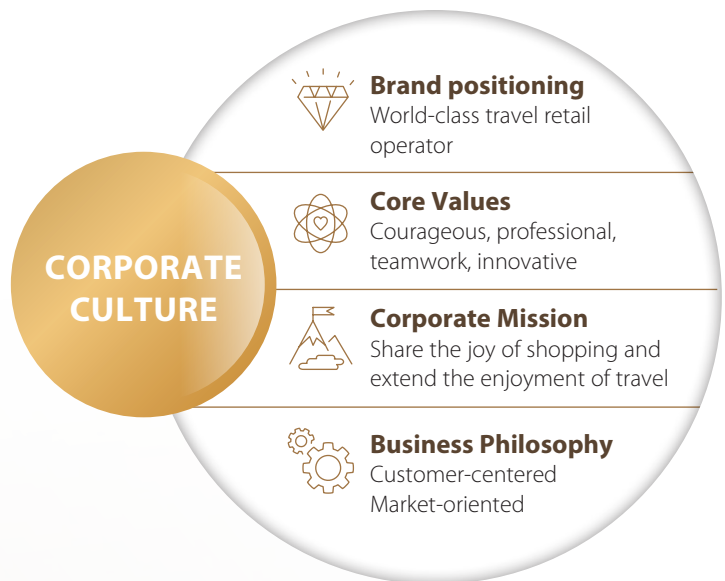 CORPORATE
CULTURE
Brand positioning
World-class travel retail
operator
Core Values
Courageous, professional,
teamwork, innovative
Corporate Mission
Share the joy of shopping and
extend the enjoyment of travel
Business Philosophy
Customer-centered
Market-oriented